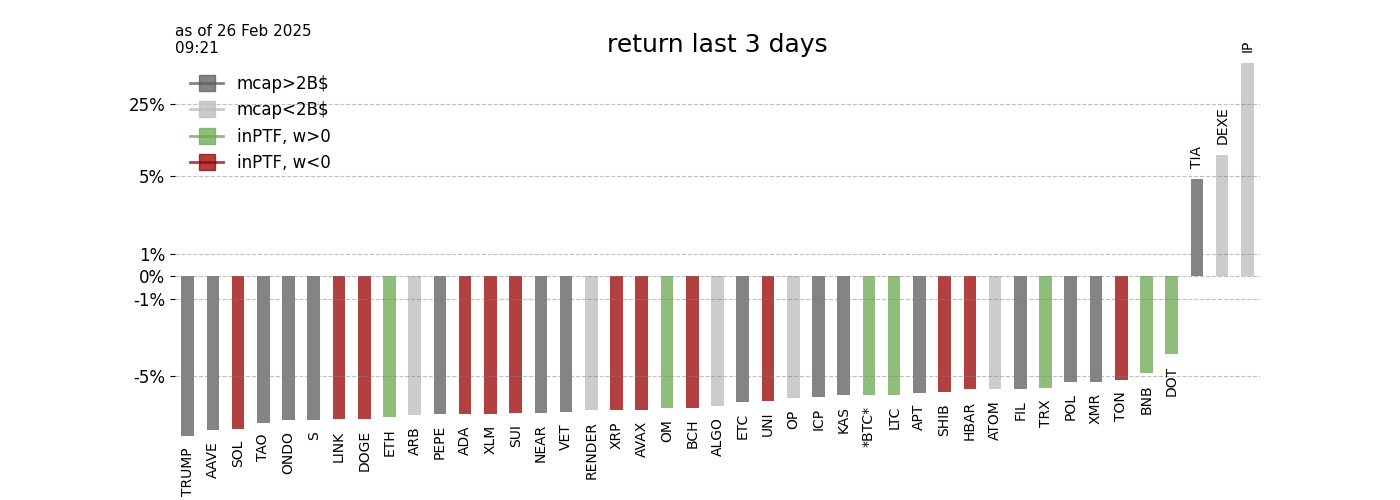 as of 26 Feb 2025
09:21
return last 3 days
mcap>2B$
mcap<2B$
inPTF, w>0
inPTF, w<0
25%
5%
1%
0%
-1%
-5%
TRUMP
AAVE
SOL
TAO
ONDO
S
LINK
DOGE
ETH
ARB
PEPE
ADA
XLM
SUI
NEAR
VET
RENDER
XRP
AVAX
OM
BCH
ALGO
ETC
UNI
OP
ICP
KAS
*BTC*
LTC
APT
SHIB
HBAR
ATOM
FIL
TRX
POL
XMR
TON
BNB
DOT
TIA
DEXE
IP